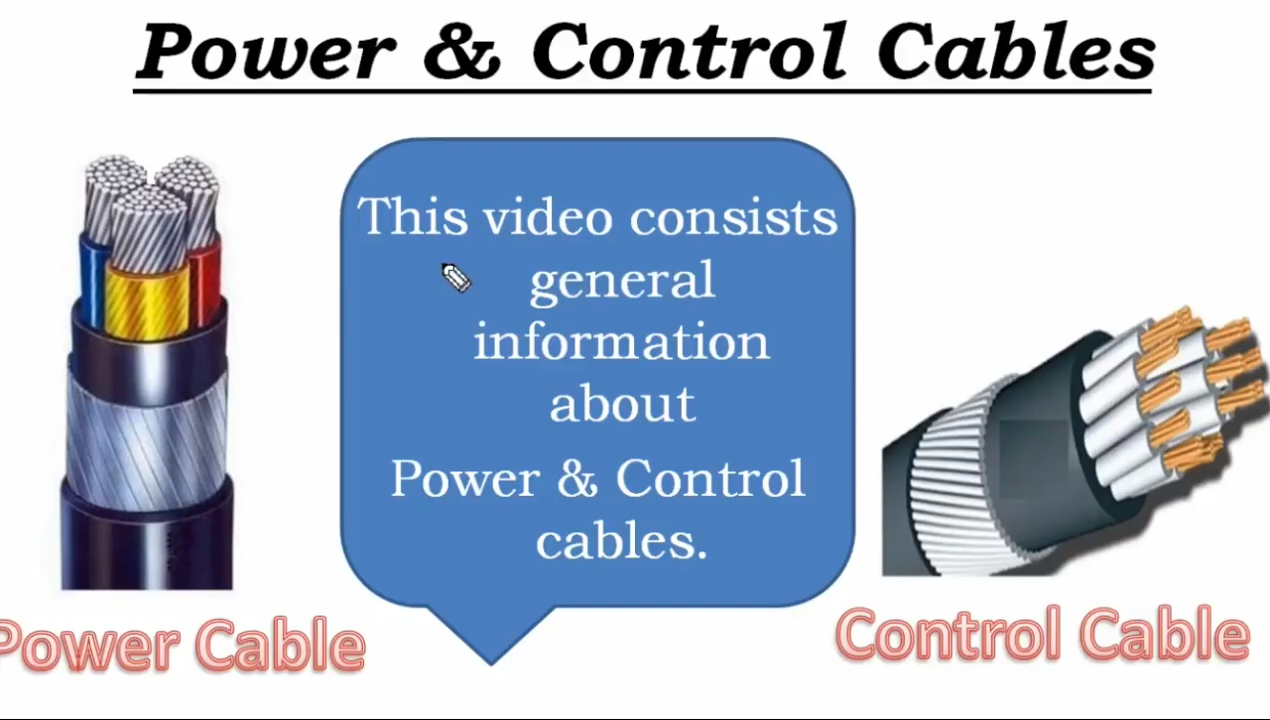 Power & Control Cables
This video consists
general
information
about
Power & Control
cables.
Power Cable
Control Cable